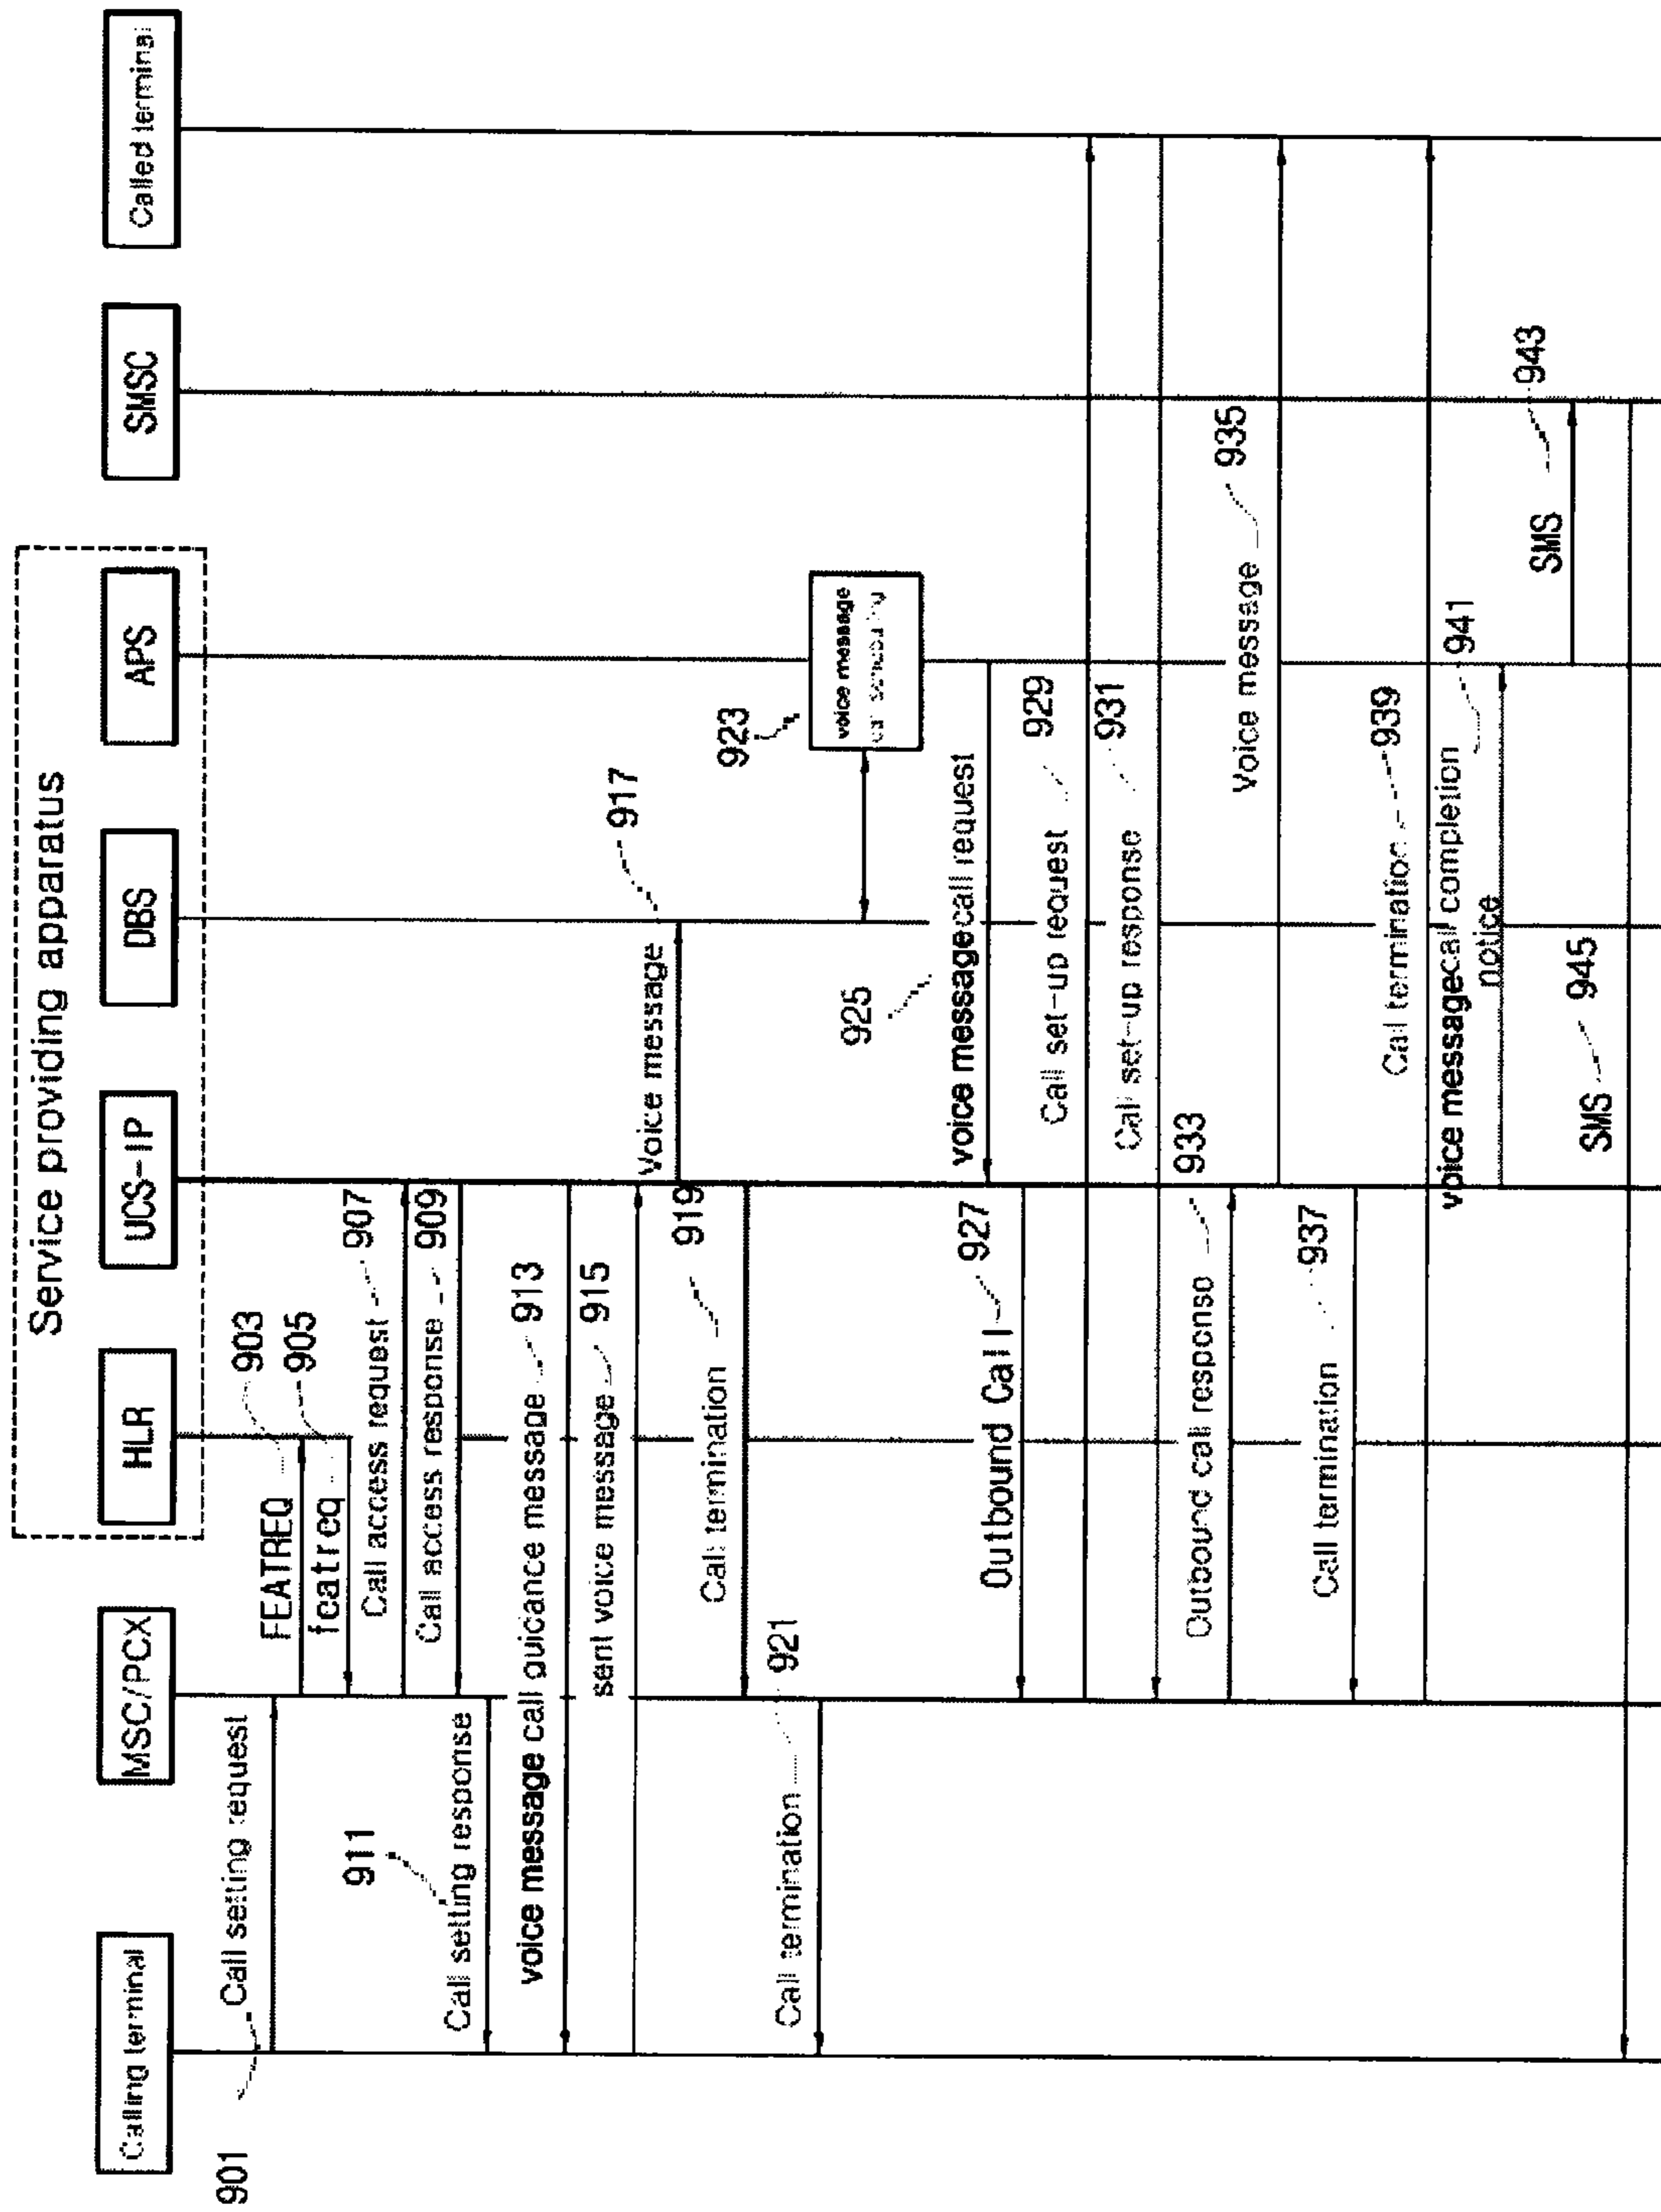 Service providing apparatus
Calling terminal
MSC/PCX
HLR
UCS-IP
DBS
APS
SMSC
Called terminal
901
Call setting request
FEATREQ
903
featreq
905
Call access request
907
Call access response
909
911
Call setting response
voice message call guidance message
913
sent voice message
915
Voice message
917
Call termination
919
Call termination
921
923
voice message
925
voice message call request
Outbound Call
927
Call set-up request
929
Call set-up response
931
Outbound call response
933
Voice message
935
Call termination
937
Call termination
939
voice message call completion
notice
941
SMS
943
SMS
945